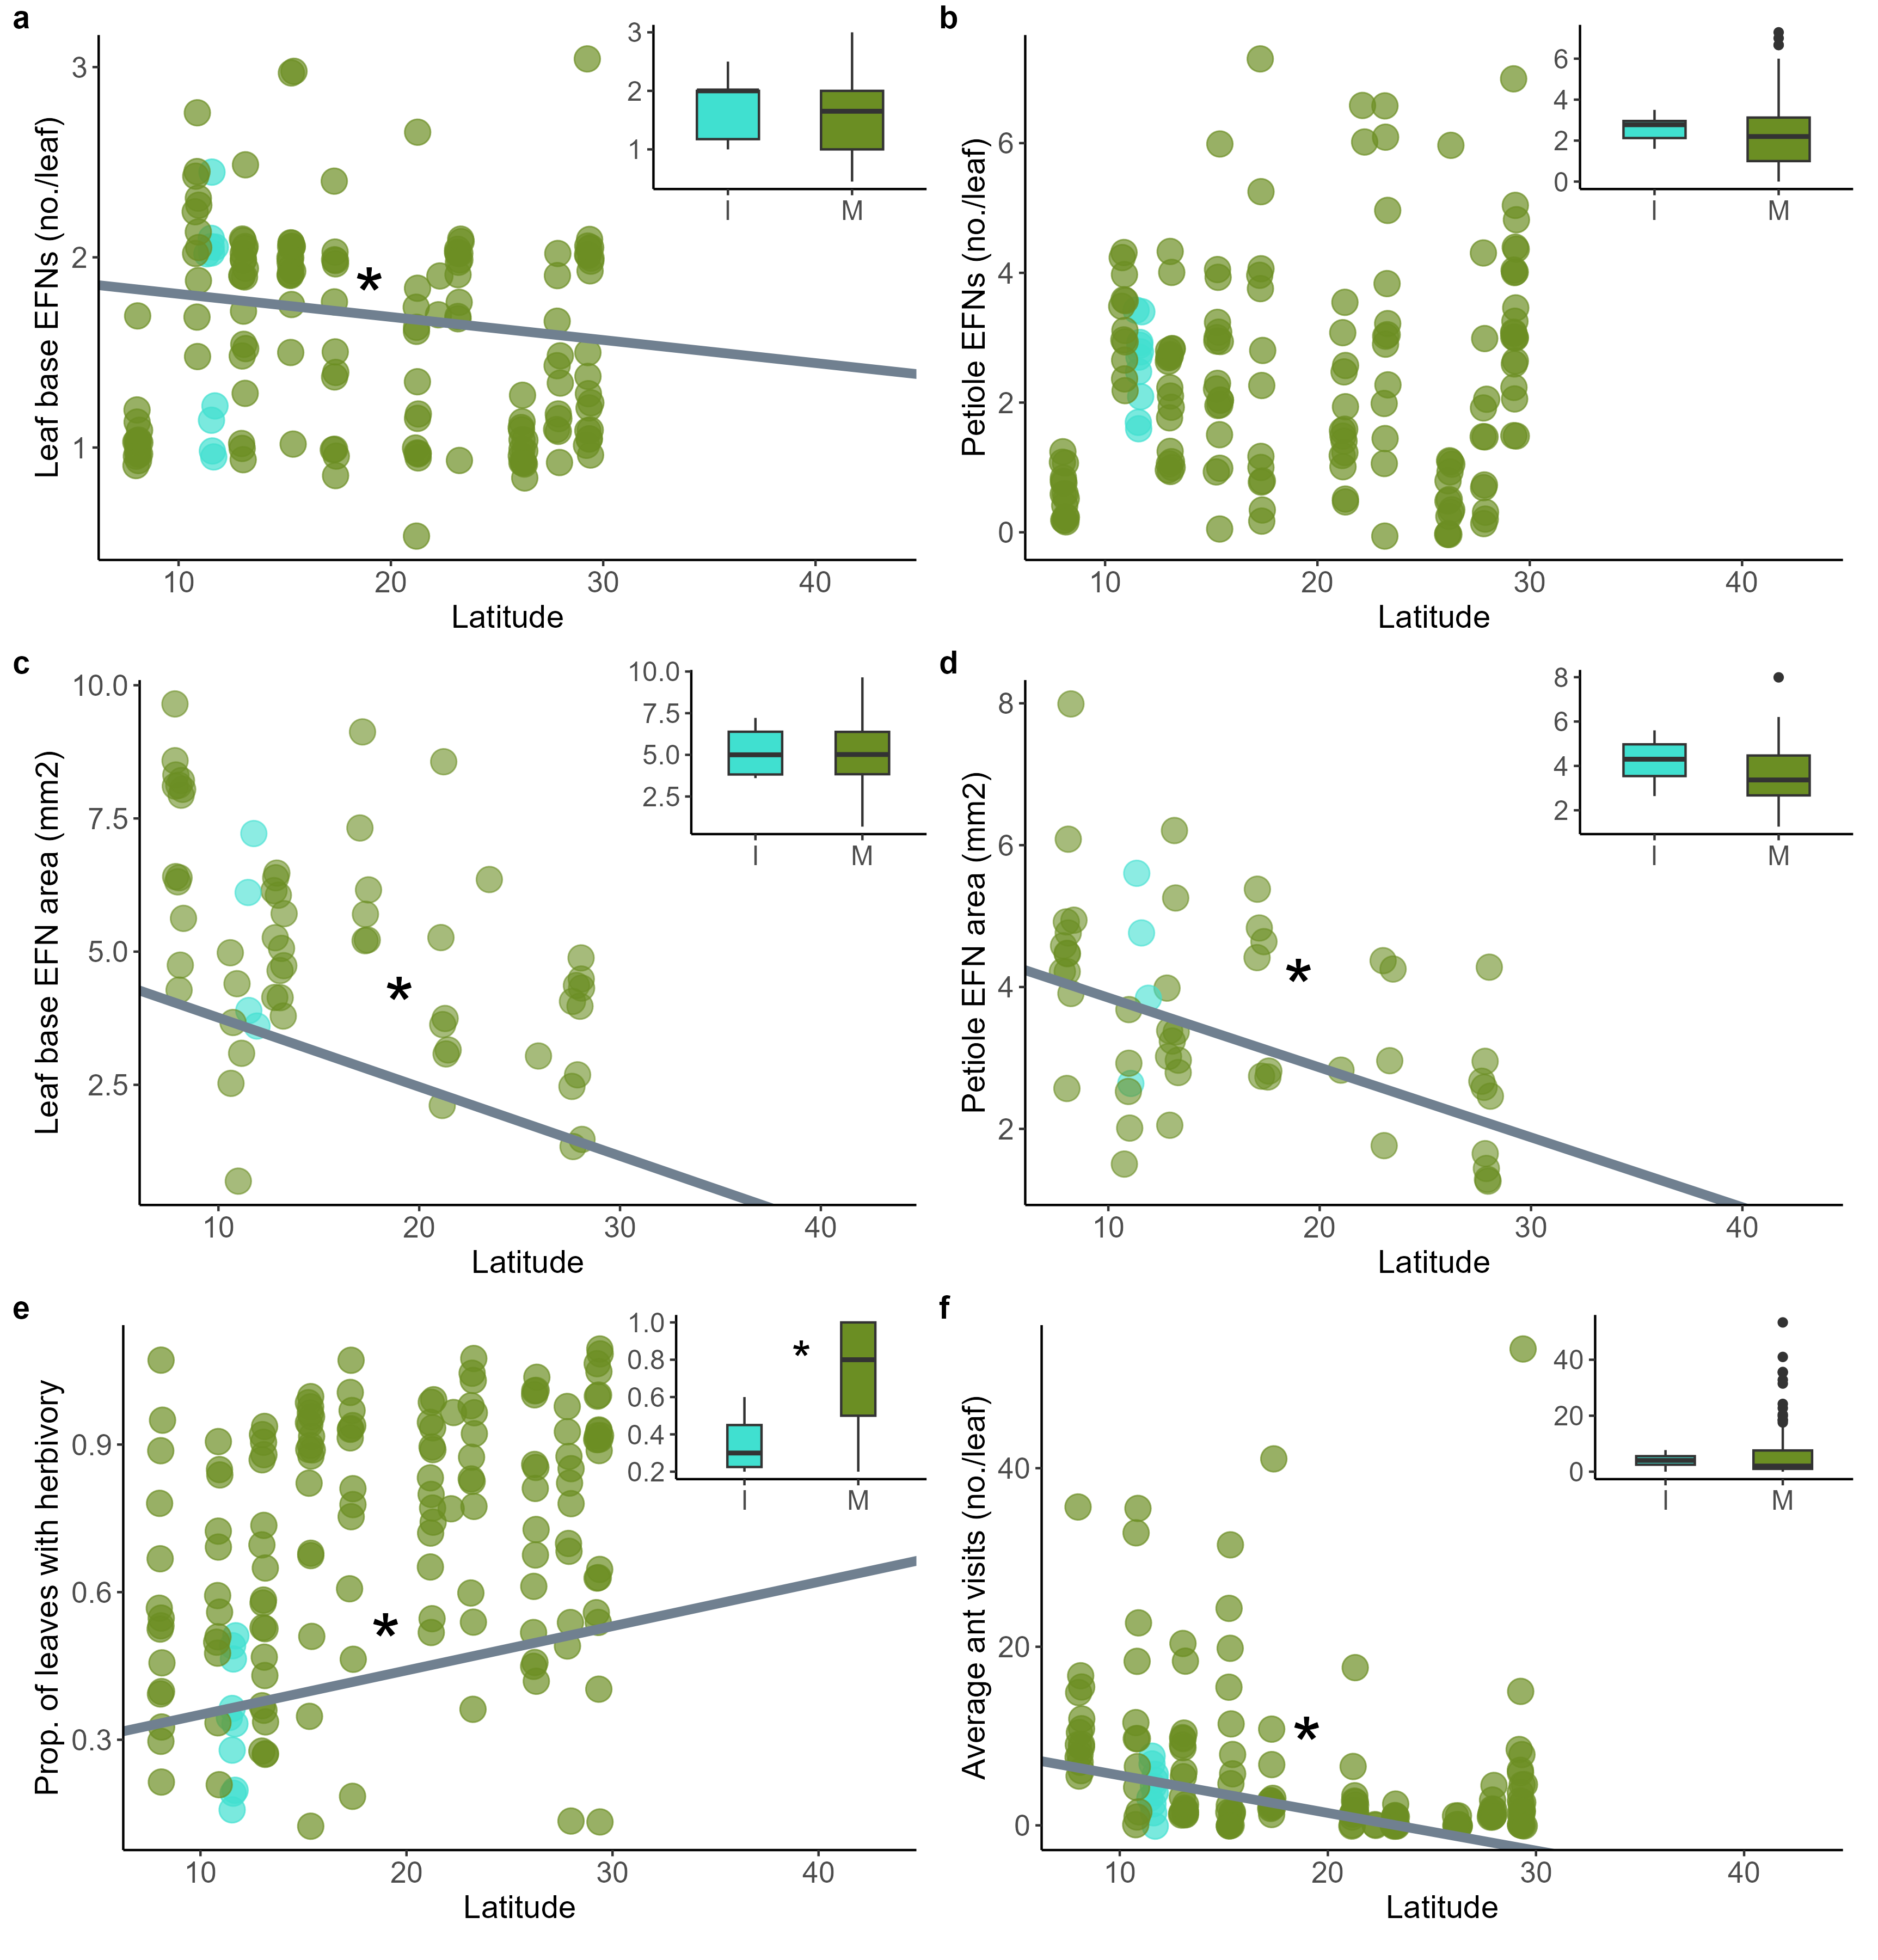 a
Leaf base EFNs (no./leaf)
3
2
1
10 20 30 40
Latitude
3
2
1
I M
*
b
Petiole EFNs (no./leaf)
6
4
2
0
10 20 30 40
Latitude
6
4
2
0
I M
c
Leaf base EFN area (mm2)
10.0
7.5
5.0
2.5
10 20 30 40
Latitude
10.0
7.5
5.0
2.5
I M
*
d
Petiole EFN area (mm2)
8
6
4
2
10 20 30 40
Latitude
8
6
4
2
I M
*
e
Prop. of leaves with herbivory
0.9
0.6
0.3
10 20 30 40
Latitude
1.0
0.8
0.6
0.4
0.2
I M
*
*
f
Average ant visits (no./leaf)
40
20
0
10 20 30 40
Latitude
40
20
0
I M
*